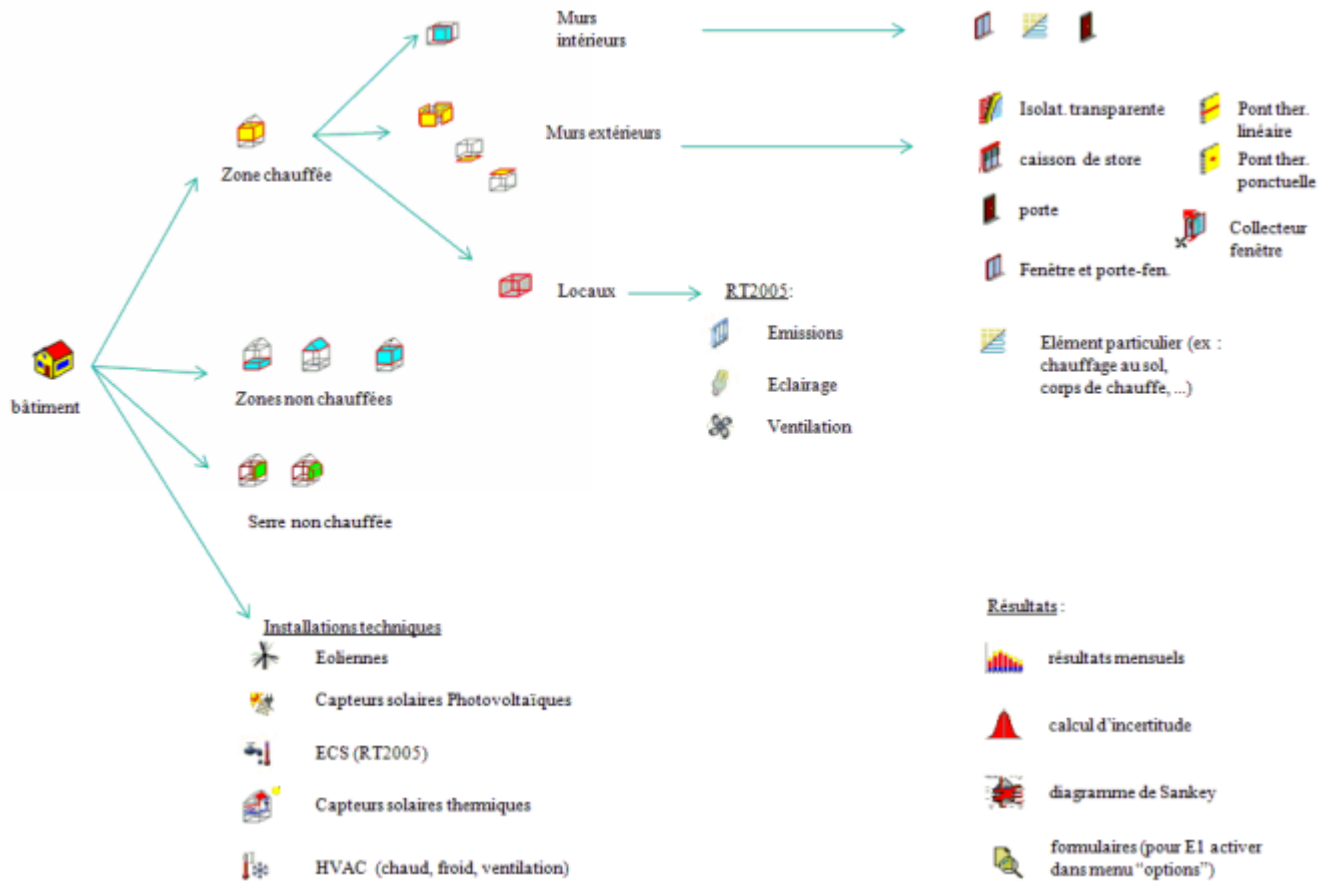 Murs
intérieurs
Isolat. transparente
Pont ther.
linéaire
Murs extérieurs
caisson de store
Pont ther.
ponctuelle
Zone chauffée
porte
Collecteur
fenêtre
Fenêtre et porte-fen.
Locaux
RT2005:
Emissions
Eclairage
Ventilation
Elément particulier (ex :
chauffage au sol,
corps de chauffe, ...)
bâtiment
Zones non chauffées
Serre non chauffée
Installations techniques
Eoliennes
Capteurs solaires Photovoltaïques
ECS (RT2005)
Capteurs solaires thermiques
HVAC (chaud, froid, ventilation)
Résultats :
résultats mensuels
calcul d'incertitude
diagramme de Sankey
formulaires (pour E1 activer
dans menu "options")